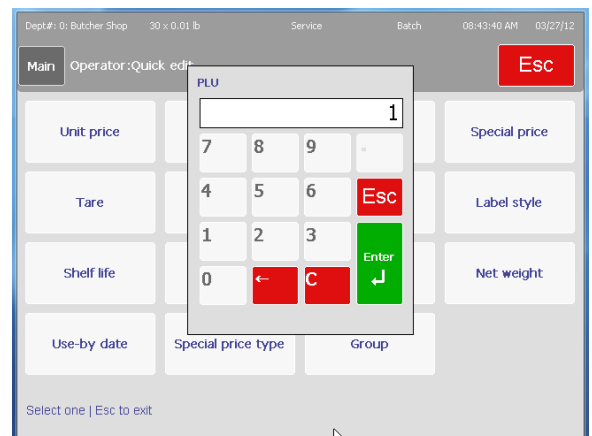 Dept#: 0: Butcher Shop 30 x 0.01 lb Service Batch 08:43:40 AM 03/27/12
Main Operator:Quick edit Esc
PLU
1
7 8 9 .
4 5 6 Esc
1 2 3
Enter
0 ← C ↵
Unit price Special price
Tare Label style
Shelf life Net weight
Use-by date Special price type Group
Select one | Esc to exit